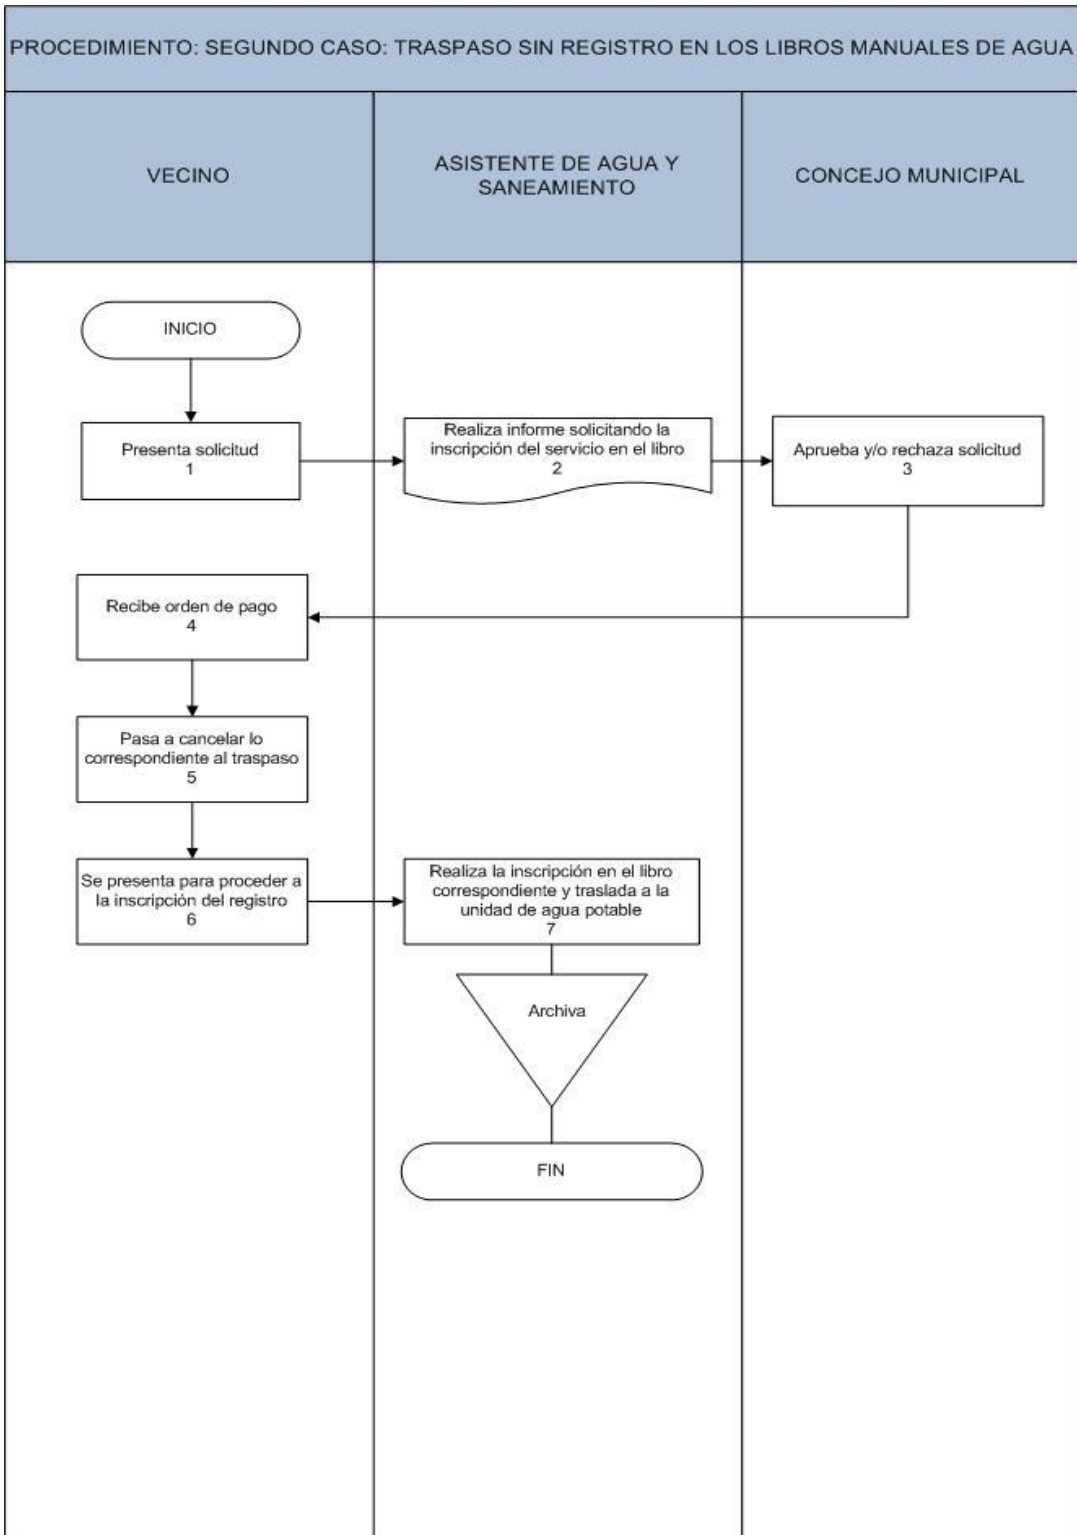 PROCEDIMIENTO: SEGUNDO CASO: TRASPASO SIN REGISTRO EN LOS LIBROS MANUALES DE AGUA
VECINO
ASISTENTE DE AGUA Y
SANEAMIENTO
CONCEJO MUNICIPAL
INICIO
Presenta solicitud
1
Realiza informe solicitando la
inscripción del servicio en el libro
2
Aprueba y/o rechaza solicitud
3
Recibe orden de pago
4
Pasa a cancelar lo
correspondiente al traspaso
5
Se presenta para proceder a
la inscripción del registro
6
Realiza la inscripción en el libro
correspondiente y traslada a la
unidad de agua potable
7
Archiva
FIN